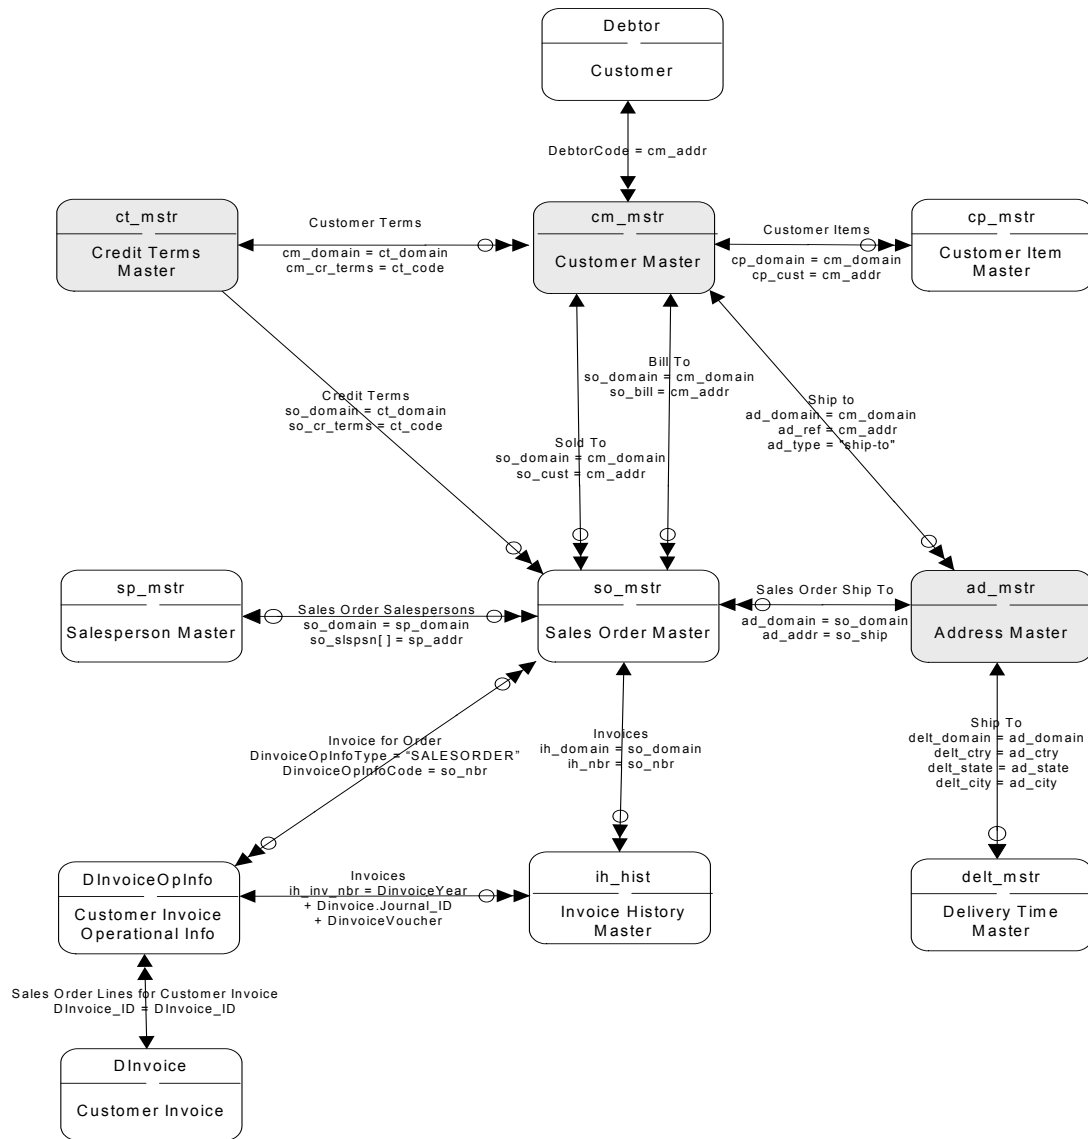 Debtor
Customer
DebtorCode = cm_addr
ct_mstr
Credit Terms
Master
Customer Terms
cm_domain = ct_domain
cm_cr_terms = ct_code
cm_mstr
Customer Master
Customer Items
cp_domain = cm_domain
cp_cust = cm_addr
cp_mstr
Customer Item
Master
Credit Terms
so_domain = ct_domain
so_cr_terms = ct_code
Sold To
so_domain = cm_domain
so_cust = cm_addr
Bill To
so_domain = cm_domain
so_bill = cm_addr
Ship to
ad_domain = cm_domain
ad_ref = cm_addr
ad_type = "ship-to"
sp_mstr
Salesperson Master
Sales Order Salespersons
so_domain = sp_domain
so_slspsn[ ] = sp_addr
so_mstr
Sales Order Master
Sales Order Ship To
ad_domain = so_domain
ad_addr = so_ship
ad_mstr
Address Master
Invoice for Order
DinvoiceOpInfoType = “SALESORDER”
DInvoiceOpInfoCode = so_nbr
Invoices
ih_domain = so_domain
ih_nbr = so_nbr
Ship To
delt_domain = ad_domain
delt_ctry = ad_ctry
delt_state = ad_state
delt_city = ad_city
DInvoiceOpInfo
Customer Invoice
Operational Info
Invoices
ih_inv_nbr = DinvoiceYear
+ Dinvoice.Journal_ID
+ DinvoiceVoucher
ih_hist
Invoice History
Master
delt_mstr
Delivery Time
Master
Sales Order Lines for Customer Invoice
DInvoice_ID = DInvoice_ID
DInvoice
Customer Invoice